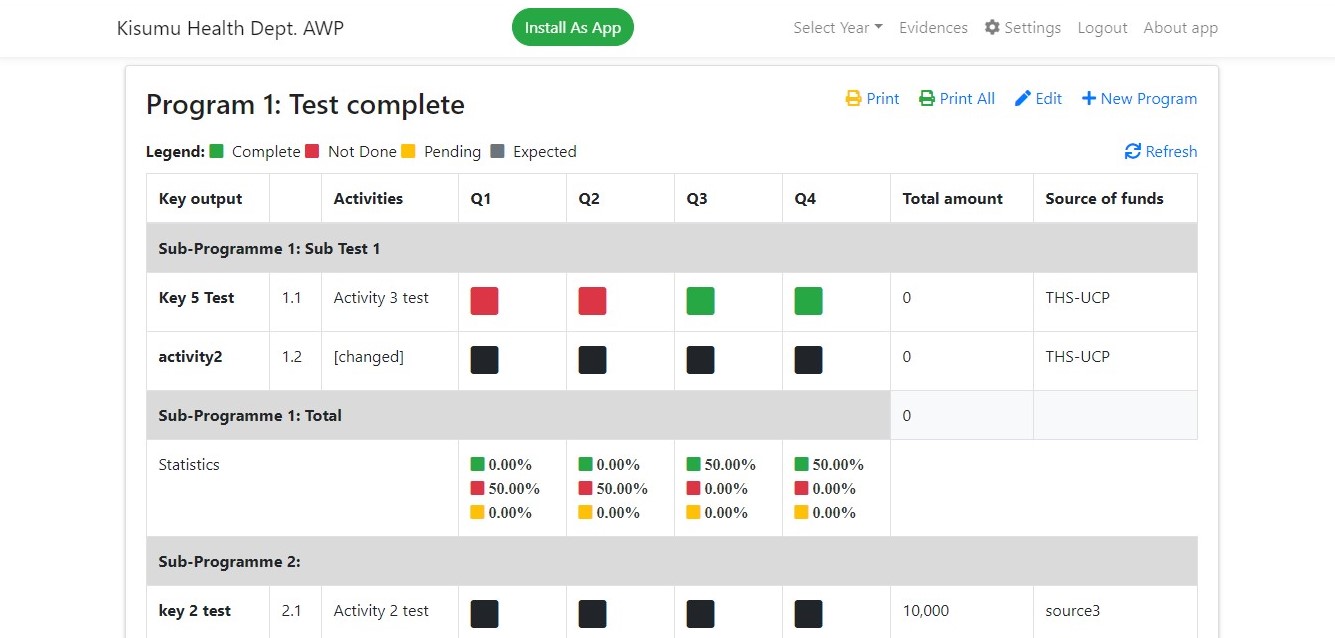 Kisumu Health Dept. AWP Install As App Select Year Evidences Settings Logout About app
Program 1: Test complete Print Print All Edit New Program
Legend: Complete Not Done Pending Expected Refresh
Key output Activities Q1 Q2 Q3 Q4 Total amount Source of funds
Sub-Programme 1: Sub Test 1
Key 5 Test 1.1 Activity 3 test 0 THS-UCP
activity2 1.2 [changed] 0 THS-UCP
Sub-Programme 1: Total 0
Statistics 0.00% 0.00% 50.00% 50.00%
50.00% 50.00% 0.00% 0.00%
0.00% 0.00% 0.00% 0.00%
Sub-Programme 2:
key 2 test 2.1 Activity 2 test 10,000 source3